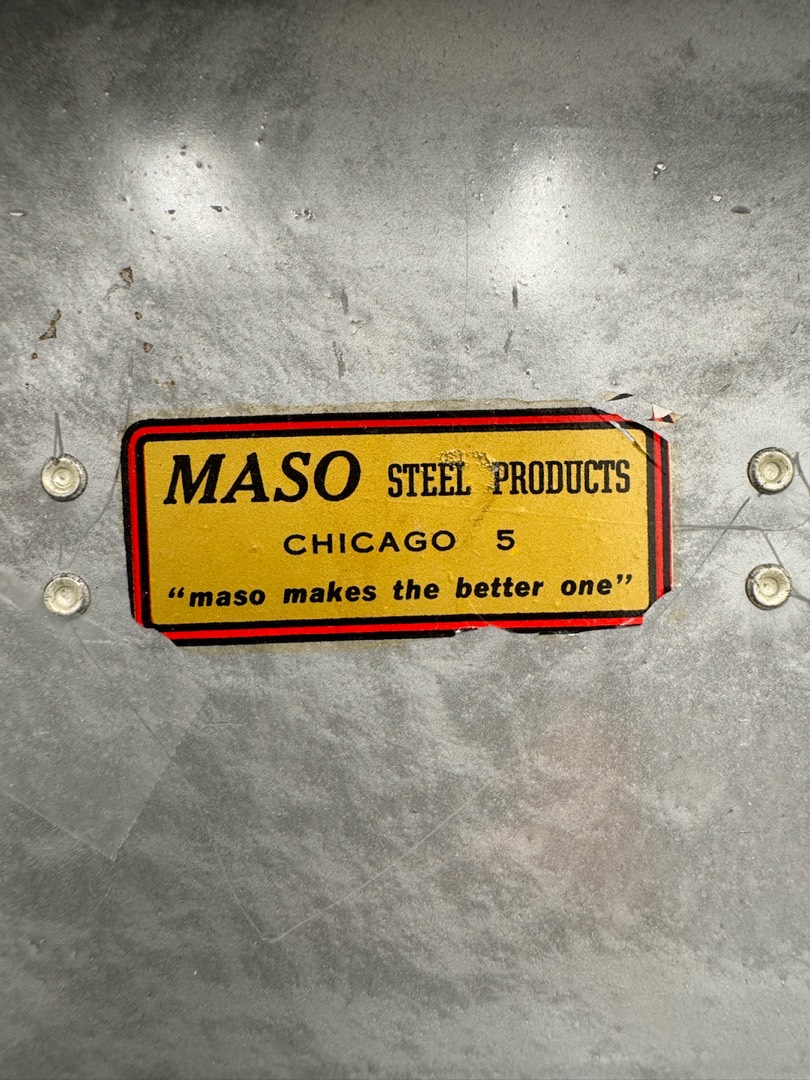 MASO STEEL PRODUCTS
CHICAGO 5
“maso makes the better one”